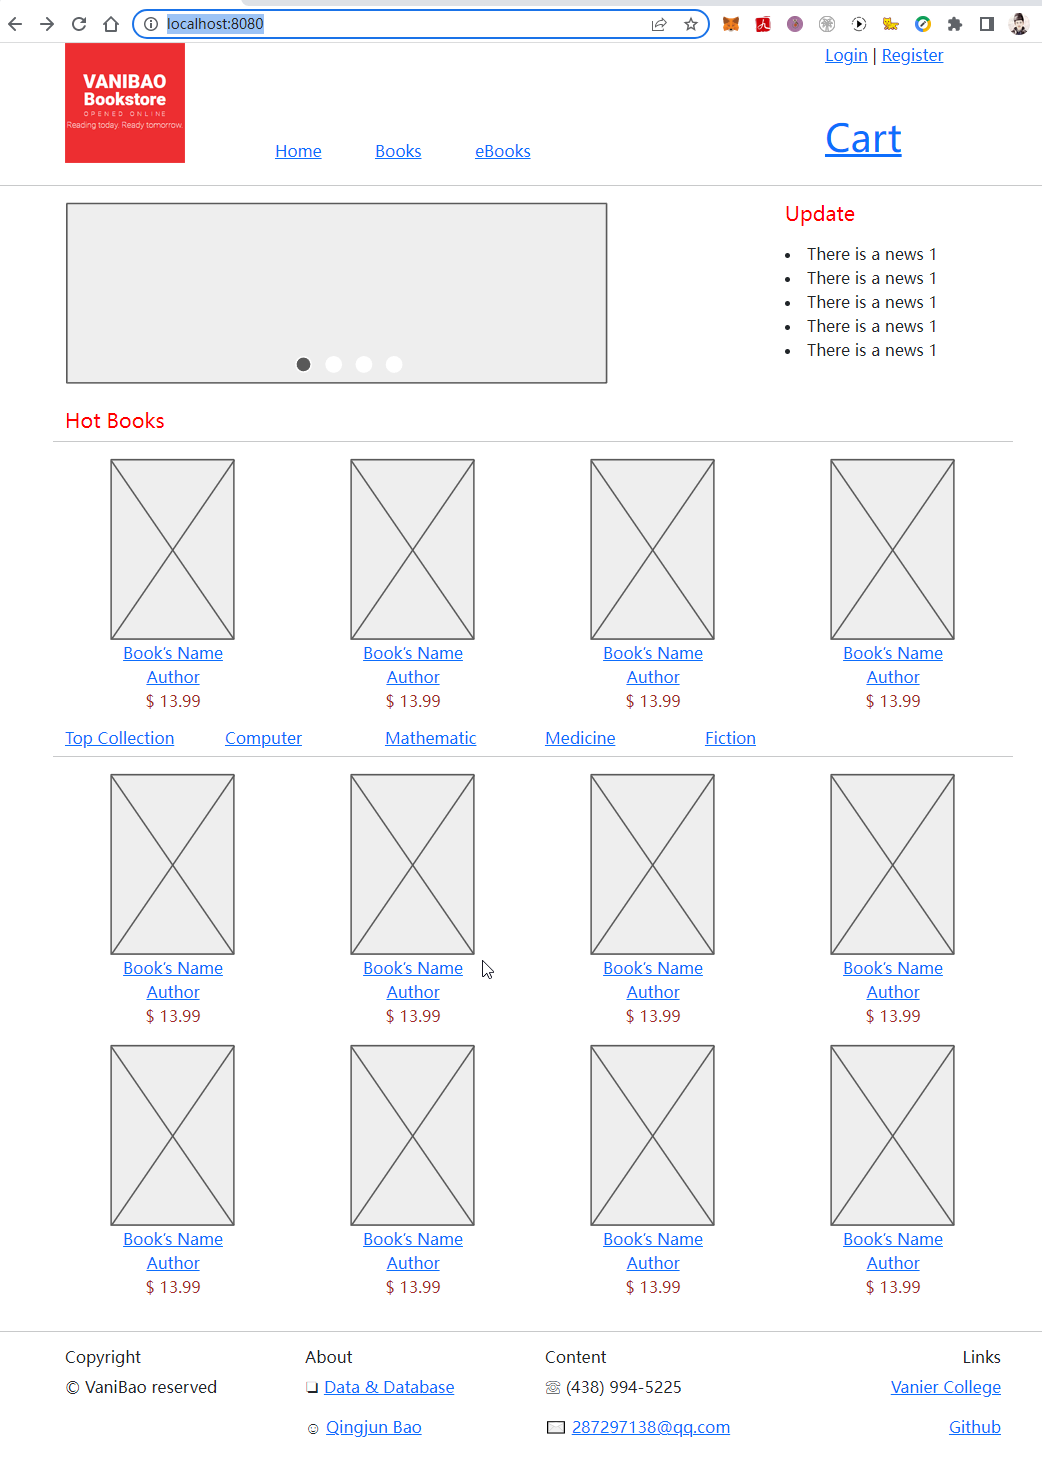 localhost:8080
VANIBAO
Bookstore
OPENED ONLINE
Reading today. Ready tomorrow.
Login | Register
Home Books eBooks
Cart
Update
• There is a news 1
• There is a news 1
• There is a news 1
• There is a news 1
• There is a news 1
Hot Books
Book's Name Book's Name Book's Name Book's Name
Author Author Author Author
$ 13.99 $ 13.99 $ 13.99 $ 13.99
Top Collection Computer Mathematic Medicine Fiction
Book's Name Book's Name Book's Name Book's Name
Author Author Author Author
$ 13.99 $ 13.99 $ 13.99 $ 13.99
Book's Name Book's Name Book's Name Book's Name
Author Author Author Author
$ 13.99 $ 13.99 $ 13.99 $ 13.99
Copyright About Content Links
© VaniBao reserved ❏ Data & Database ☏ (438) 994-5225 Vanier College
☺ Qingjun Bao 287297138@qq.com Github